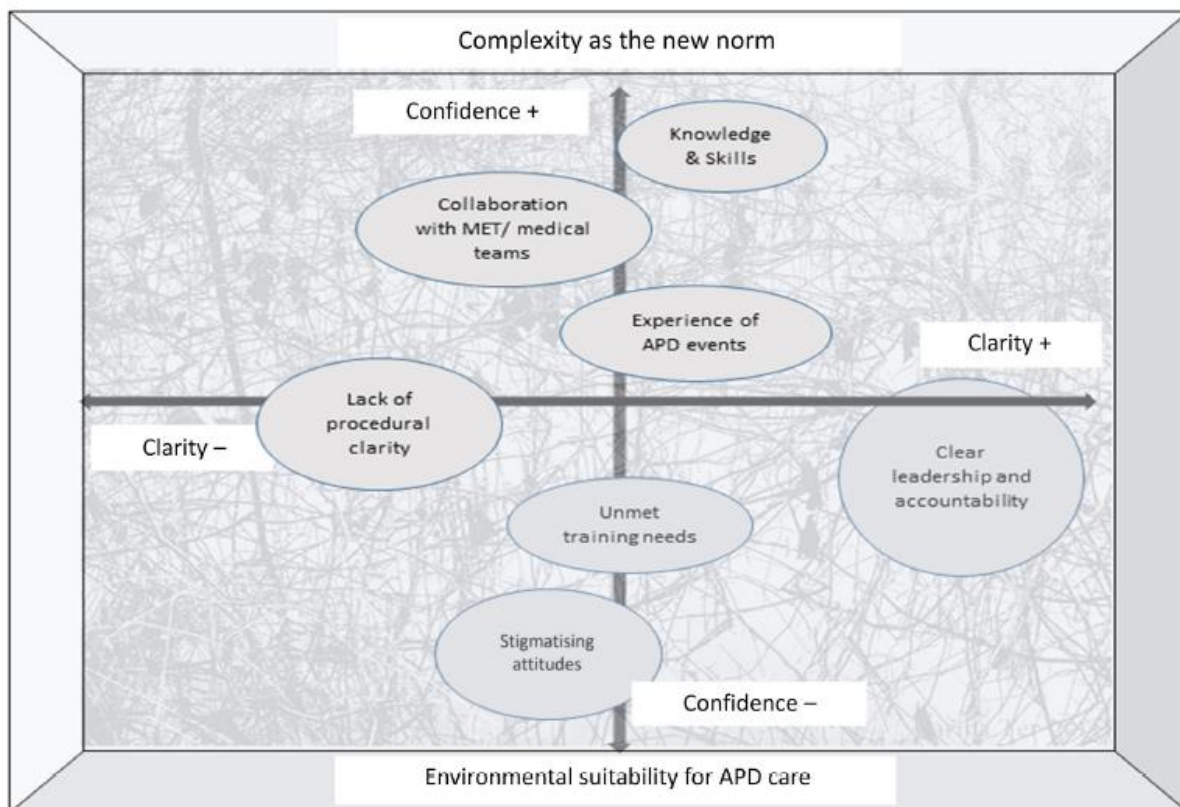 Complexity as the new norm
Confidence +
Knowledge
& Skills
Collaboration
with MET/ medical
teams
Experience of
APD events
Clarity +
Lack of
procedural
clarity
Clarity –
Clear
leadership and
accountability
Unmet
training needs
Stigmatising
attitudes
Confidence –
Environmental suitability for APD care